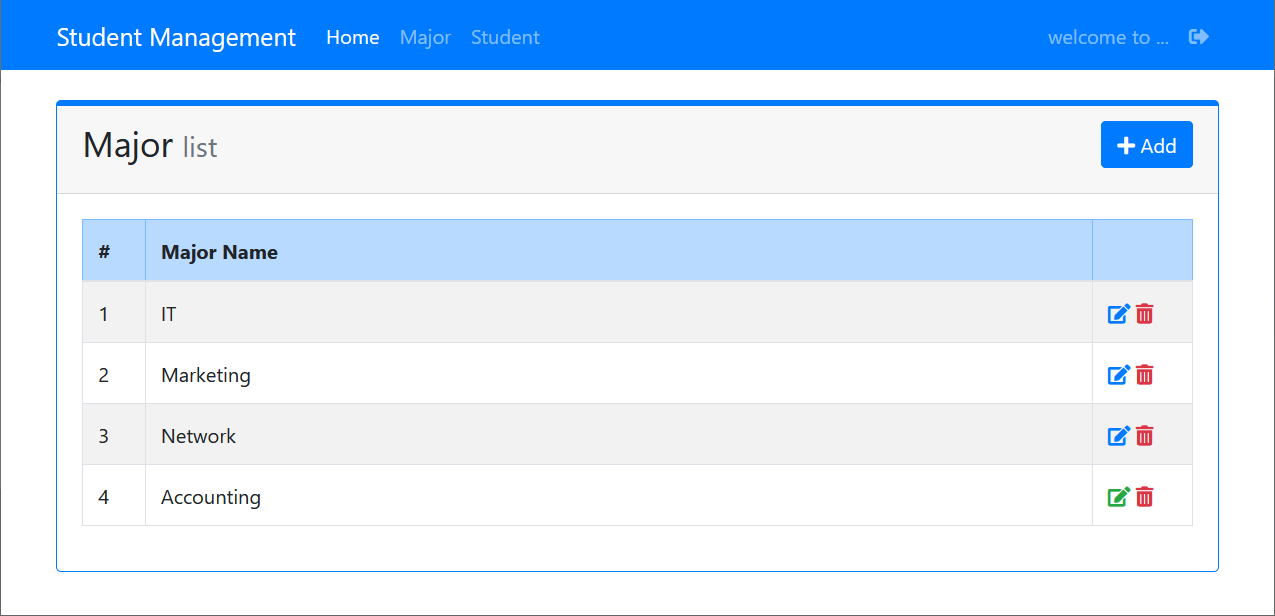 Student Management Home Major Student welcome to ...
Major list
Add
# Major Name
1 IT
2 Marketing
3 Network
4 Accounting